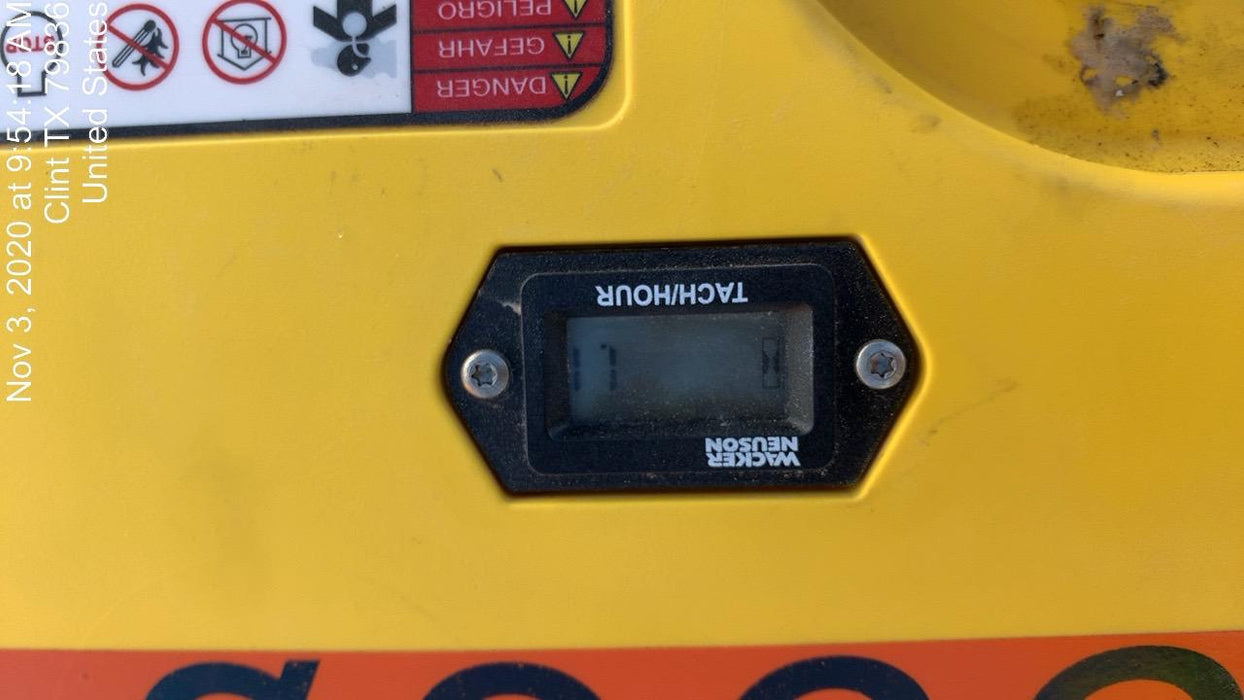 Nov 3, 2020 at 9:54:18 AM
Clint TX 79836
United States
STOP
PELIGRO
GEFAHR
DANGER
WACKER
NEUSON
TACH/HOUR